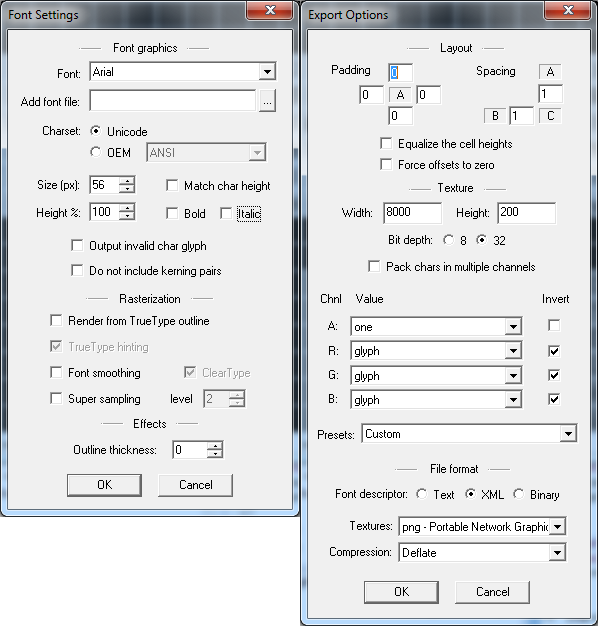 Font Settings
Font graphics
Font: Arial
Add font file: ...
Charset: Unicode
OEM ANSI
Size (px): 56 Match char height
Height %: 100 Bold Italic
Output invalid char glyph
Do not include kerning pairs
Rasterization
Render from TrueType outline
TrueType hinting
Font smoothing ClearType
Super sampling level 2
Effects
Outline thickness: 0
OK Cancel
Export Options
Layout
Padding 0 Spacing A
0 A 0 1
0 B 1 C
Equalize the cell heights
Force offsets to zero
Texture
Width: 8000 Height: 200
Bit depth: 8 32
Pack chars in multiple channels
Chnl Value Invert
A: one
R: glyph
G: glyph
B: glyph
Presets: Custom
File format
Font descriptor: Text XML Binary
Textures: png - Portable Network Graphic
Compression: Deflate
OK Cancel